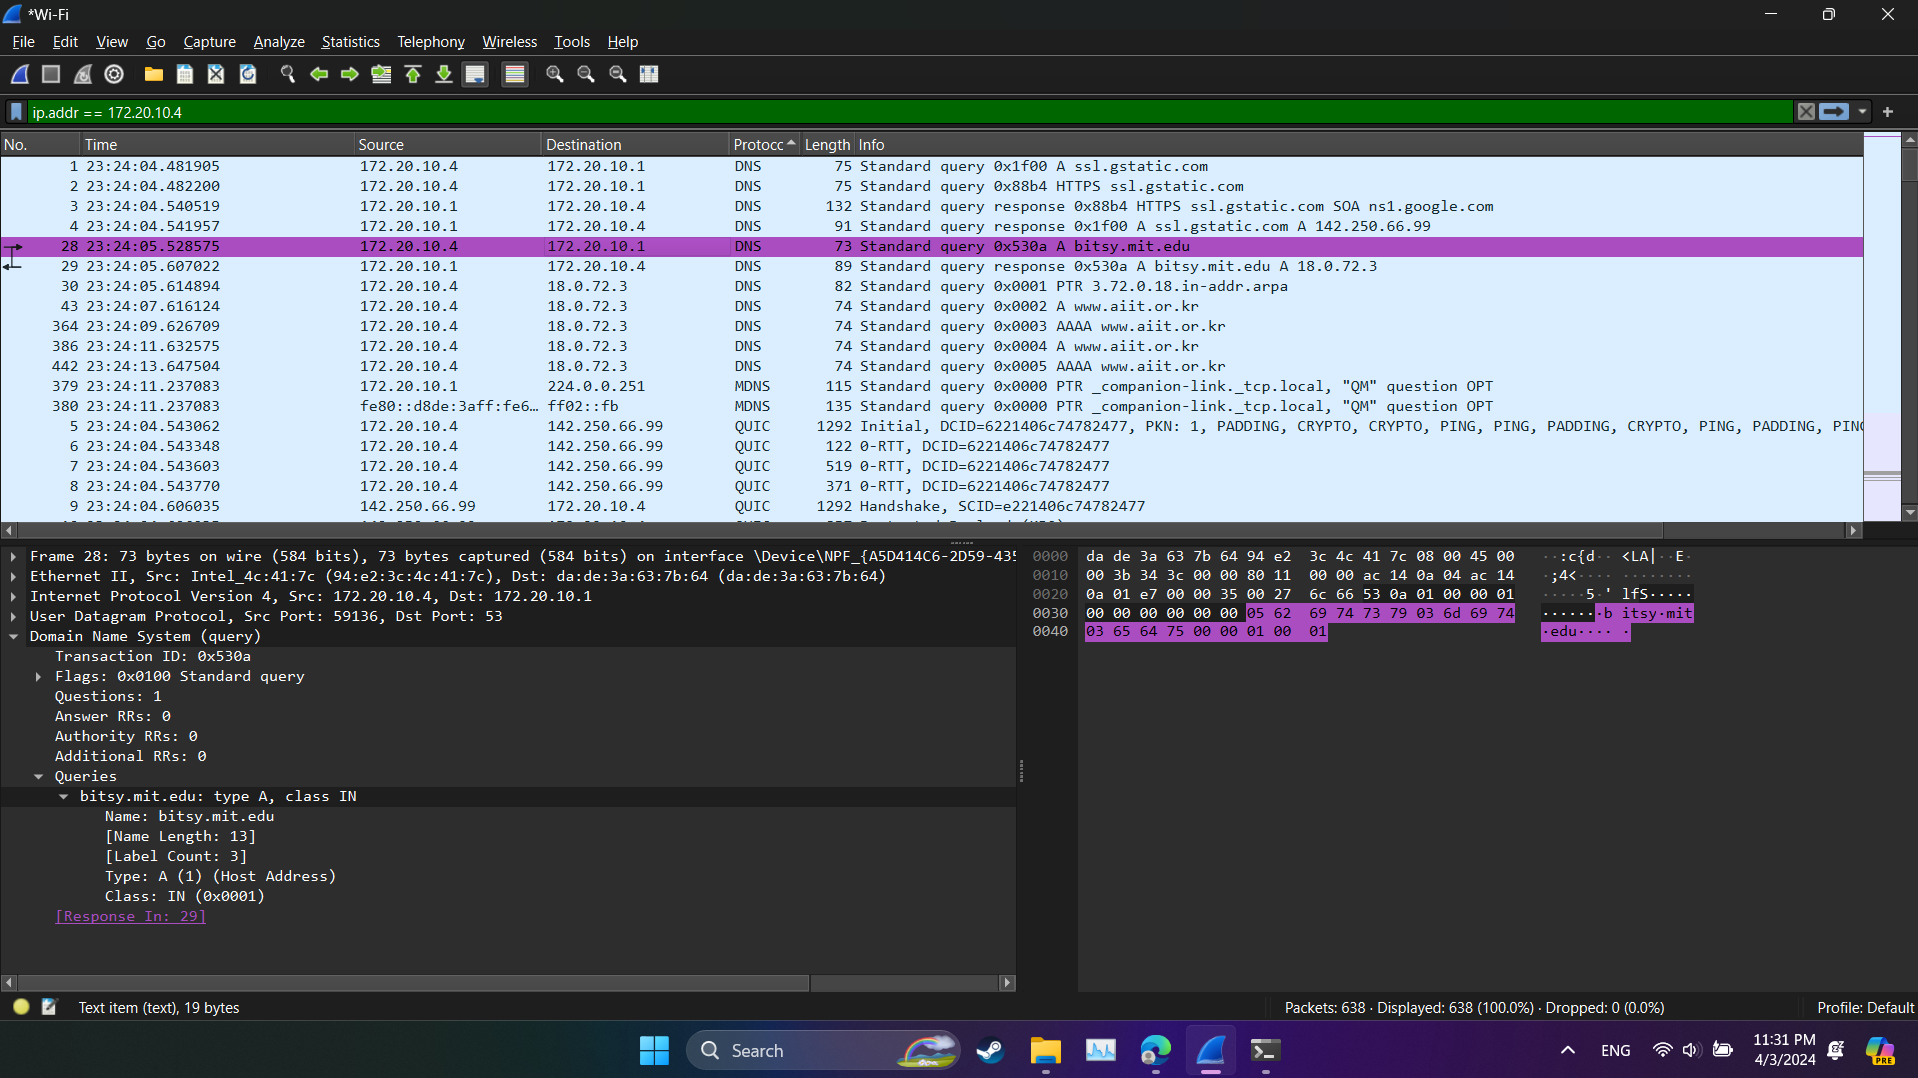 *Wi-Fi
File Edit View Go Capture Analyze Statistics Telephony Wireless Tools Help
ip.addr == 172.20.10.4
No. Time Source Destination Protocc Length Info
1 23:24:04.481905 172.20.10.4 172.20.10.1 DNS 75 Standard query 0x1f00 A ssl.gstatic.com
2 23:24:04.482200 172.20.10.4 172.20.10.1 DNS 75 Standard query 0x88b4 HTTPS ssl.gstatic.com
3 23:24:04.540519 172.20.10.1 172.20.10.4 DNS 132 Standard query response 0x88b4 HTTPS ssl.gstatic.com SOA ns1.google.com
4 23:24:04.541957 172.20.10.1 172.20.10.4 DNS 91 Standard query response 0x1f00 A ssl.gstatic.com A 142.250.66.99
28 23:24:05.528575 172.20.10.4 172.20.10.1 DNS 73 Standard query 0x530a A bitsy.mit.edu
29 23:24:05.607022 172.20.10.1 172.20.10.4 DNS 89 Standard query response 0x530a A bitsy.mit.edu A 18.0.72.3
30 23:24:05.614894 172.20.10.4 18.0.72.3 DNS 82 Standard query 0x0001 PTR 3.72.0.18.in-addr.arpa
43 23:24:07.616124 172.20.10.4 18.0.72.3 DNS 74 Standard query 0x0002 A www.aiit.or.kr
364 23:24:09.626709 172.20.10.4 18.0.72.3 DNS 74 Standard query 0x0003 AAAA www.aiit.or.kr
386 23:24:11.632575 172.20.10.4 18.0.72.3 DNS 74 Standard query 0x0004 A www.aiit.or.kr
442 23:24:13.647504 172.20.10.4 18.0.72.3 DNS 74 Standard query 0x0005 AAAA www.aiit.or.kr
379 23:24:11.237083 172.20.10.1 224.0.0.251 MDNS 115 Standard query 0x0000 PTR _companion-link._tcp.local, "QM" question OPT
380 23:24:11.237083 fe80::d8de:3aff:fe6… ff02::fb MDNS 135 Standard query 0x0000 PTR _companion-link._tcp.local, "QM" question OPT
5 23:24:04.543062 172.20.10.4 142.250.66.99 QUIC 1292 Initial, DCID=6221406c74782477, PKN: 1, PADDING, CRYPTO, CRYPTO, PING, PING, PADDING, CRYPTO, PING, PADDING, PING
6 23:24:04.543348 172.20.10.4 142.250.66.99 QUIC 122 0-RTT, DCID=6221406c74782477
7 23:24:04.543603 172.20.10.4 142.250.66.99 QUIC 519 0-RTT, DCID=6221406c74782477
8 23:24:04.543770 172.20.10.4 142.250.66.99 QUIC 371 0-RTT, DCID=6221406c74782477
9 23:24:04.606035 142.250.66.99 172.20.10.4 QUIC 1292 Handshake, SCID=e221406c74782477
Frame 28: 73 bytes on wire (584 bits), 73 bytes captured (584 bits) on interface \Device\NPF_{A5D414C6-2D59-435
Ethernet II, Src: Intel_4c:41:7c (94:e2:3c:4c:41:7c), Dst: da:de:3a:63:7b:64 (da:de:3a:63:7b:64)
Internet Protocol Version 4, Src: 172.20.10.4, Dst: 172.20.10.1
User Datagram Protocol, Src Port: 59136, Dst Port: 53
Domain Name System (query)
Transaction ID: 0x530a
Flags: 0x0100 Standard query
Questions: 1
Answer RRs: 0
Authority RRs: 0
Additional RRs: 0
Queries
bitsy.mit.edu: type A, class IN
Name: bitsy.mit.edu
[Name Length: 13]
[Label Count: 3]
Type: A (1) (Host Address)
Class: IN (0x0001)
[Response In: 29]
0000 da de 3a 63 7b 64 94 e2 3c 4c 41 7c 08 00 45 00 ··:c{d·· <LA|··E·
0010 00 3b 34 3c 00 00 80 11 00 00 ac 14 0a 04 ac 14 ·;4<···· ········
0020 0a 01 e7 00 00 35 00 27 6c 66 53 0a 01 00 00 01 ·····5·' lfS·····
0030 00 00 00 00 00 00 05 62 69 74 73 79 03 6d 69 74 ·······b itsy·mit
0040 03 65 64 75 00 00 01 00 01 ·edu···· ·
Text item (text), 19 bytes
Packets: 638 · Displayed: 638 (100.0%) · Dropped: 0 (0.0%)
Profile: Default
Search
ENG
11:31 PM
4/3/2024
PRE